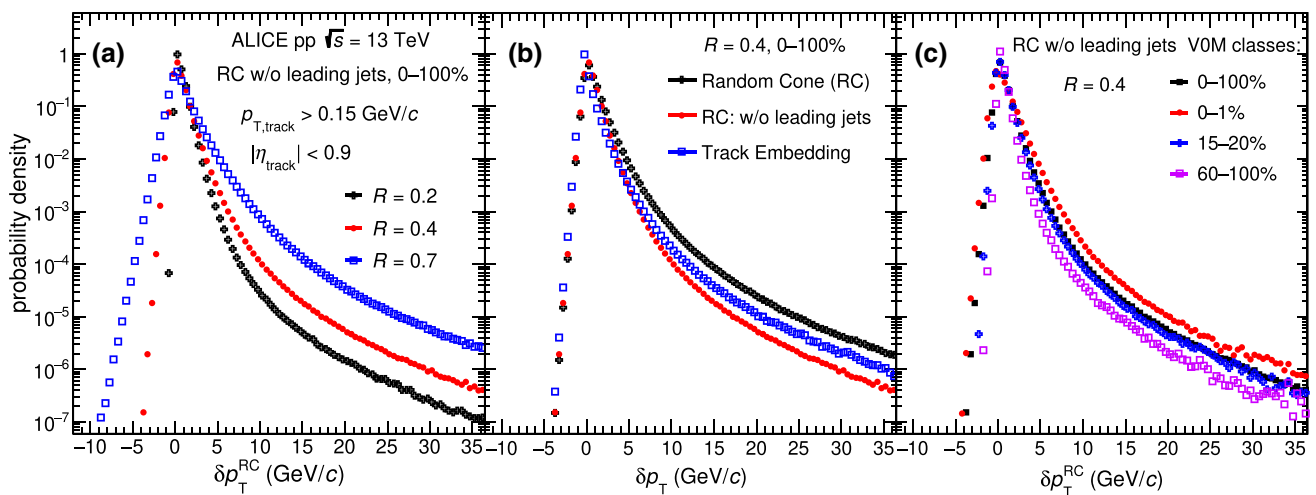 probability density
1
10⁻¹
10⁻²
10⁻³
10⁻⁴
10⁻⁵
10⁻⁶
10⁻⁷
(a) ALICE pp √s = 13 TeV
RC w/o leading jets, 0–100%
p_T,track > 0.15 GeV/c
|η_track| < 0.9
R = 0.2
R = 0.4
R = 0.7
−10 −5 0 5 10 15 20 25 30 35
δp_T^RC (GeV/c)
(b)
R = 0.4, 0–100%
Random Cone (RC)
RC: w/o leading jets
Track Embedding
−10 −5 0 5 10 15 20 25 30 35
δp_T (GeV/c)
(c) RC w/o leading jets V0M classes:
R = 0.4
0–100%
0–1%
15–20%
60–100%
−10 −5 0 5 10 15 20 25 30 35
δp_T^RC (GeV/c)